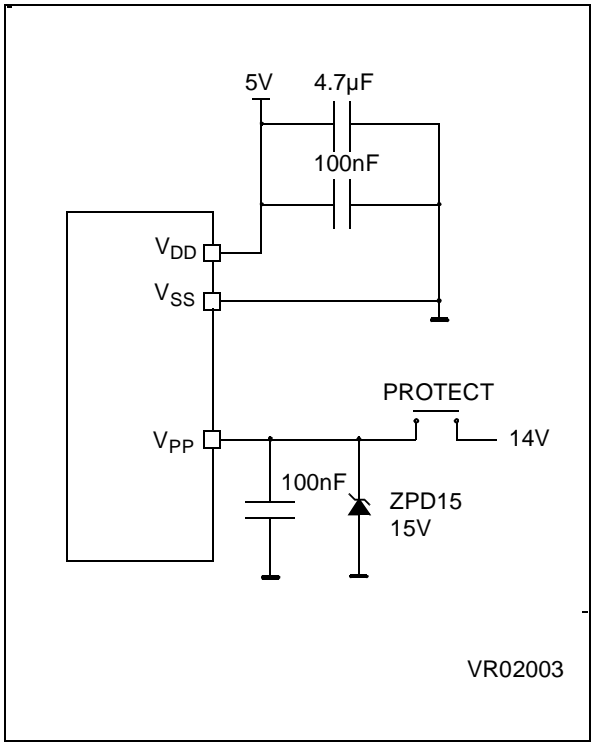 5V 4.7µF
100nF
VDD
VSS
PROTECT
VPP
14V
100nF
ZPD15
15V
VR02003